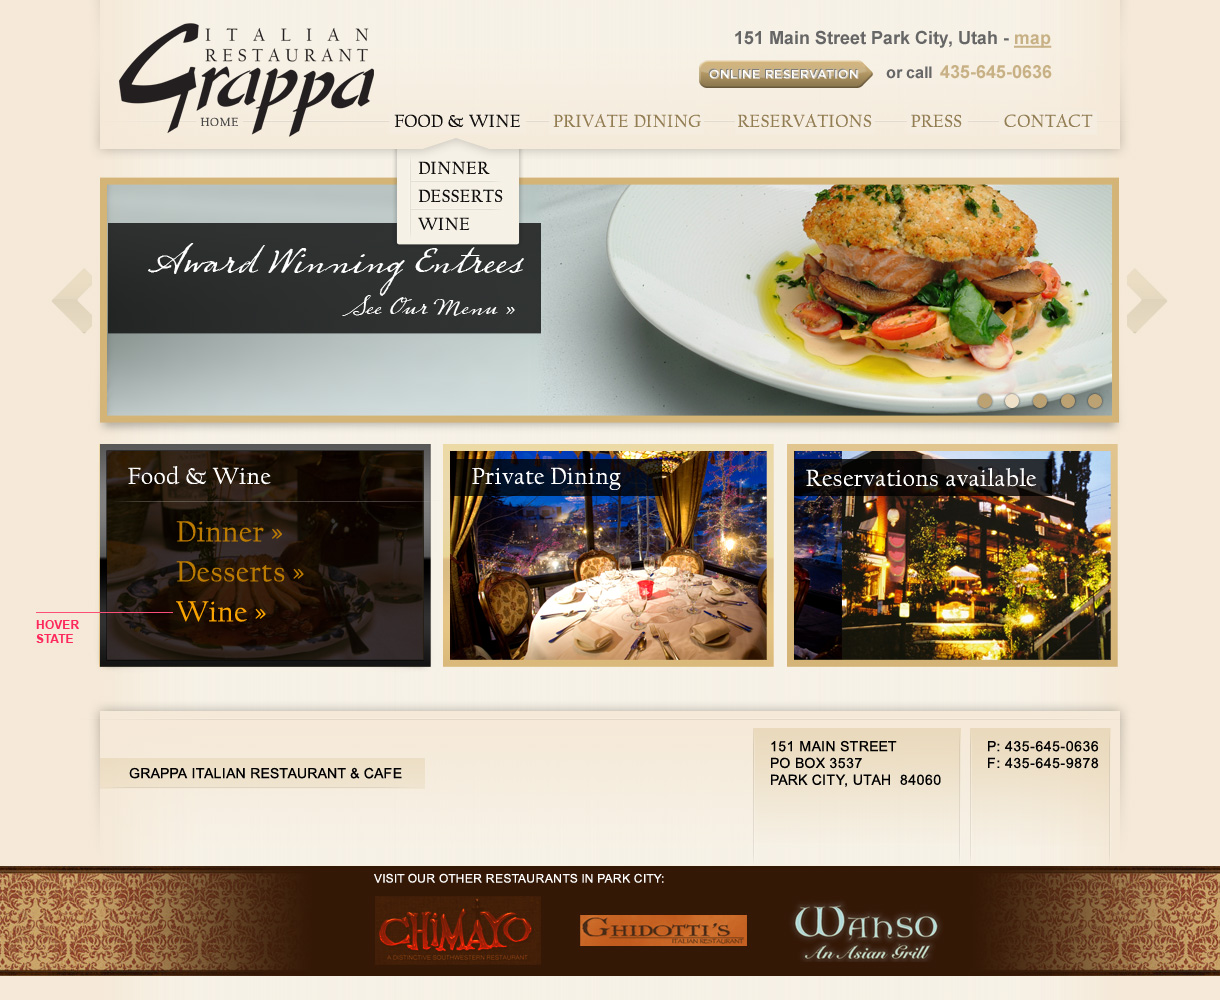 ITALIAN
RESTAURANT
Grappa
151 Main Street Park City, Utah - map
ONLINE RESERVATION or call 435-645-0636
HOME FOOD & WINE PRIVATE DINING RESERVATIONS PRESS CONTACT
DINNER
DESSERTS
WINE
Award Winning Entrees
See Our Menu »
Food & Wine
Dinner »
Desserts »
Wine »
HOVER
STATE
Private Dining
Reservations available
GRAPPA ITALIAN RESTAURANT & CAFE
151 MAIN STREET
PO BOX 3537
PARK CITY, UTAH 84060
P: 435-645-0636
F: 435-645-9878
VISIT OUR OTHER RESTAURANTS IN PARK CITY:
CHiMAYO
A DISTINCTIVE SOUTHWESTERN RESTAURANT
GHIDOTTI'S
ITALIAN RESTAURANT
WAHSO
An Asian Grill